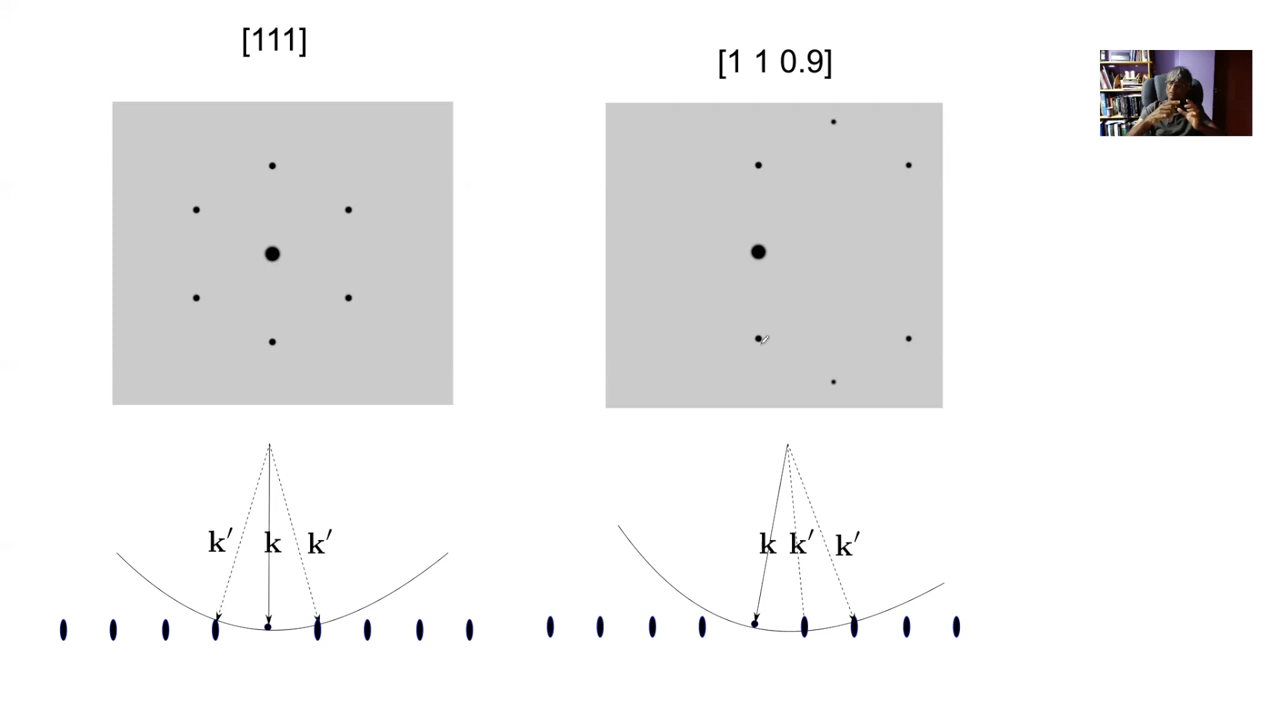 [111]
[1 1 0.9]
k′ k k′
k k′ k′